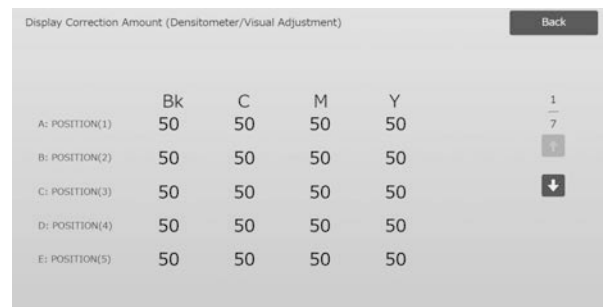 Display Correction Amount (Densitometer/Visual Adjustment) Back
Bk C M Y
A: POSITION(1) 50 50 50 50
B: POSITION(2) 50 50 50 50
C: POSITION(3) 50 50 50 50
D: POSITION(4) 50 50 50 50
E: POSITION(5) 50 50 50 50
1
7